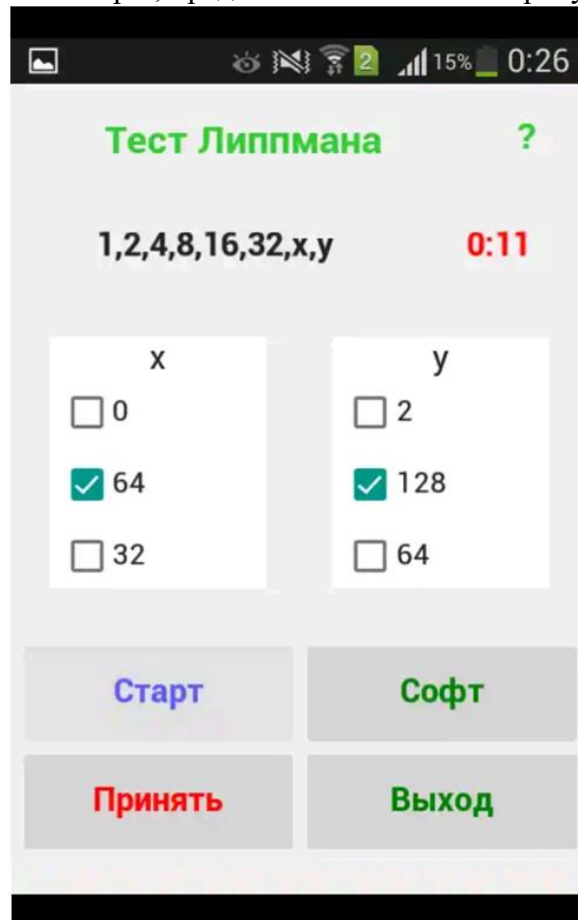 2 15% 0:26
Тест Липпмана ?
1,2,4,8,16,32,x,y 0:11
x y
0 2
64 128
32 64
Старт Софт
Принять Выход